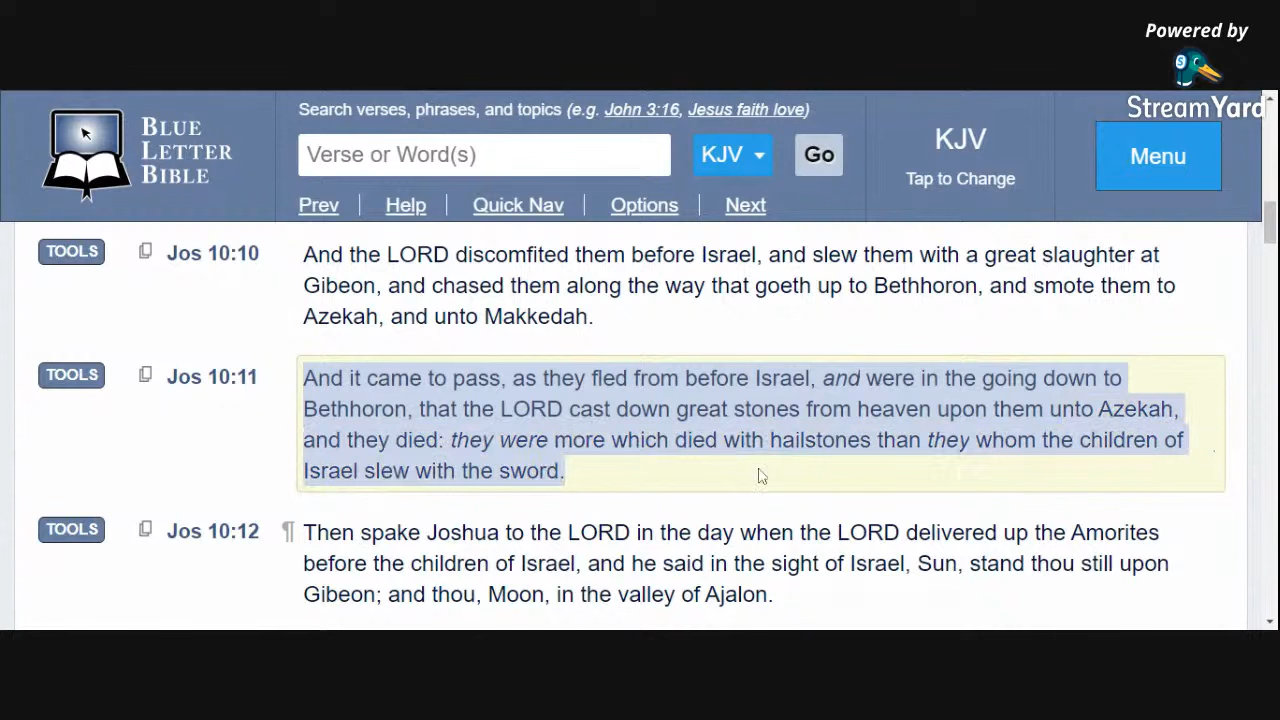 Powered by
StreamYard
Search verses, phrases, and topics (e.g. John 3:16, Jesus faith love)
BLUE
LETTER
BIBLE
Verse or Word(s)
KJV
Go
KJV
Tap to Change
Menu
Prev
Help
Quick Nav
Options
Next
TOOLS
Jos 10:10
And the LORD discomfited them before Israel, and slew them with a great slaughter at
Gibeon, and chased them along the way that goeth up to Bethhoron, and smote them to
Azekah, and unto Makkedah.
TOOLS
Jos 10:11
And it came to pass, as they fled from before Israel, and were in the going down to
Bethhoron, that the LORD cast down great stones from heaven upon them unto Azekah,
and they died: they were more which died with hailstones than they whom the children of
Israel slew with the sword.
TOOLS
Jos 10:12
¶ Then spake Joshua to the LORD in the day when the LORD delivered up the Amorites
before the children of Israel, and he said in the sight of Israel, Sun, stand thou still upon
Gibeon; and thou, Moon, in the valley of Ajalon.